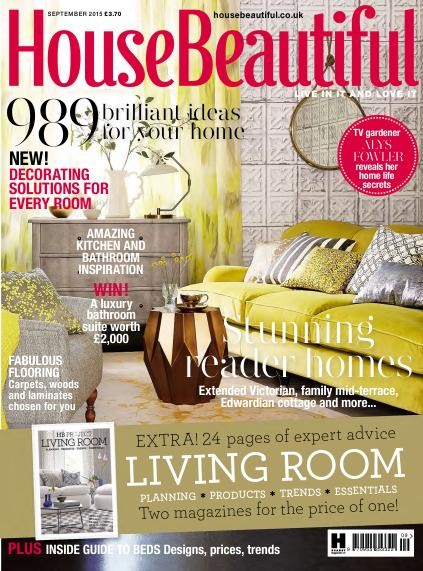 SEPTEMBER 2015 £3.70
housebeautiful.co.uk
HouseBeautiful
LIVE IN IT AND LOVE IT
989 brilliant ideas
for your home
TV gardener
ALYS
FOWLER
reveals her
home life
secrets
NEW!
DECORATING
SOLUTIONS FOR
EVERY ROOM
AMAZING
KITCHEN AND
BATHROOM
INSPIRATION
WIN!
A luxury
bathroom
suite worth
£2,000
Stunning
reader homes
Extended Victorian, family mid-terrace,
Edwardian cottage and more...
FABULOUS
FLOORING
Carpets, woods
and laminates
chosen for you
LIVING ROOM
EXTRA! 24 pages of expert advice
LIVING ROOM
PLANNING * PRODUCTS * TRENDS * ESSENTIALS
Two magazines for the price of one!
PLUS INSIDE GUIDE TO BEDS Designs, prices, trends